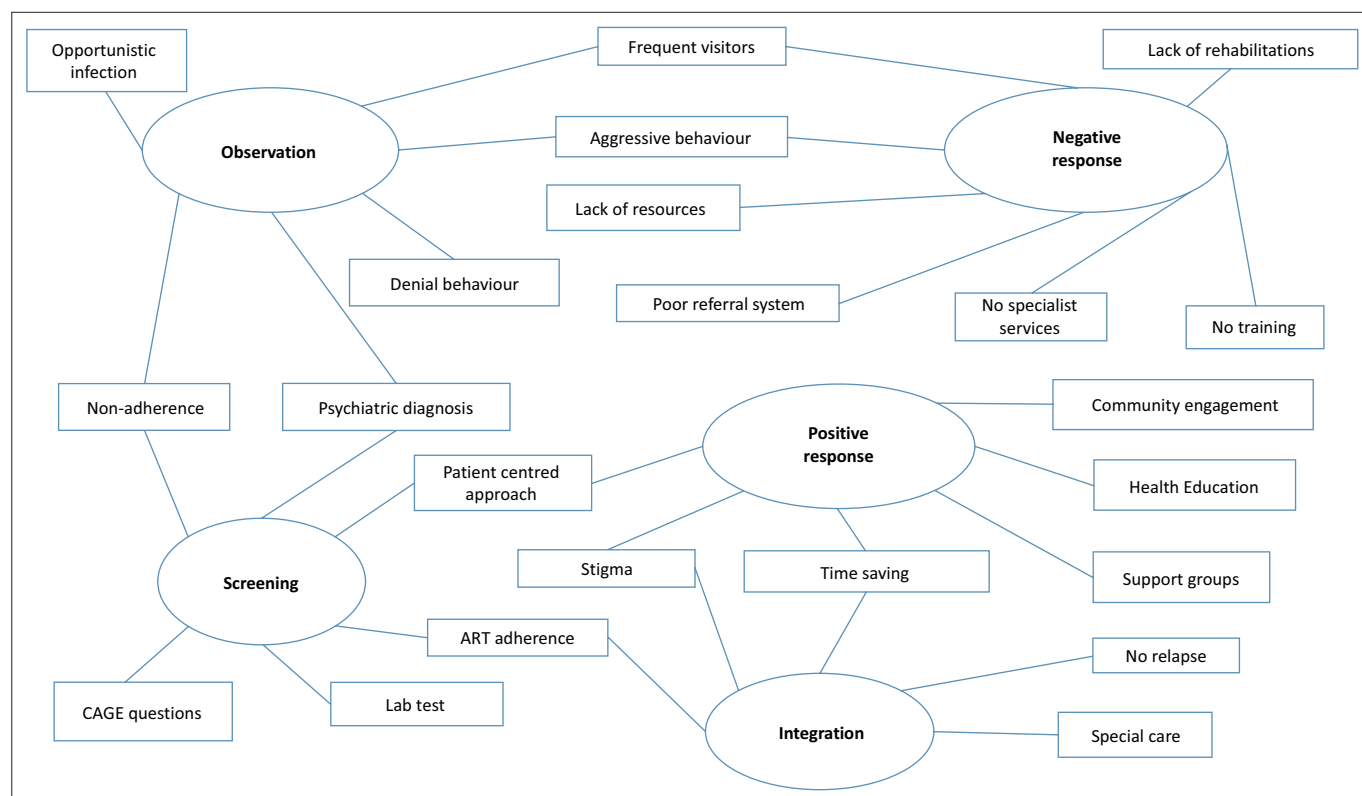 Opportunistic
infection
Frequent visitors
Lack of rehabilitations
Observation
Aggressive behaviour
Negative
response
Lack of resources
Denial behaviour
Poor referral system
No specialist
services
No training
Non-adherence
Psychiatric diagnosis
Community engagement
Positive
response
Patient centred
approach
Health Education
Screening
Stigma
Time saving
Support groups
ART adherence
No relapse
CAGE questions
Lab test
Integration
Special care